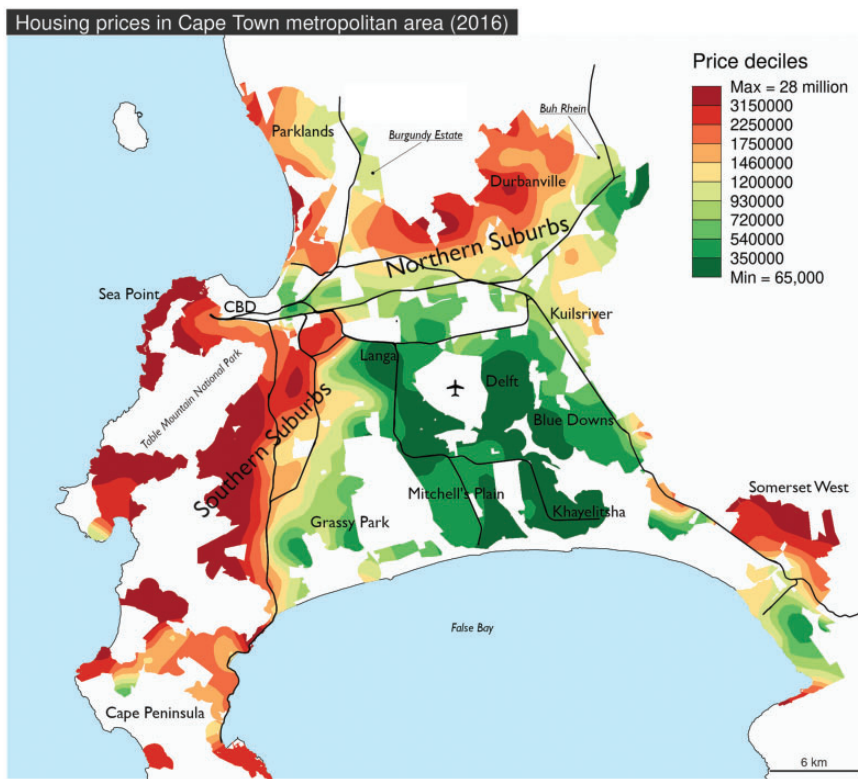 Housing prices in Cape Town metropolitan area (2016)
Price deciles
Max = 28 million
3150000
2250000
1750000
1460000
1200000
930000
720000
540000
350000
Min = 65,000
Parklands
Burgundy Estate
Buh Rhein
Durbanville
Northern Suburbs
Sea Point
CBD
Kuilsriver
Table Mountain National Park
Langa
Delft
Blue Downs
Southern Suburbs
Mitchell's Plain
Somerset West
Grassy Park
Khayelitsha
False Bay
Cape Peninsula
6 km